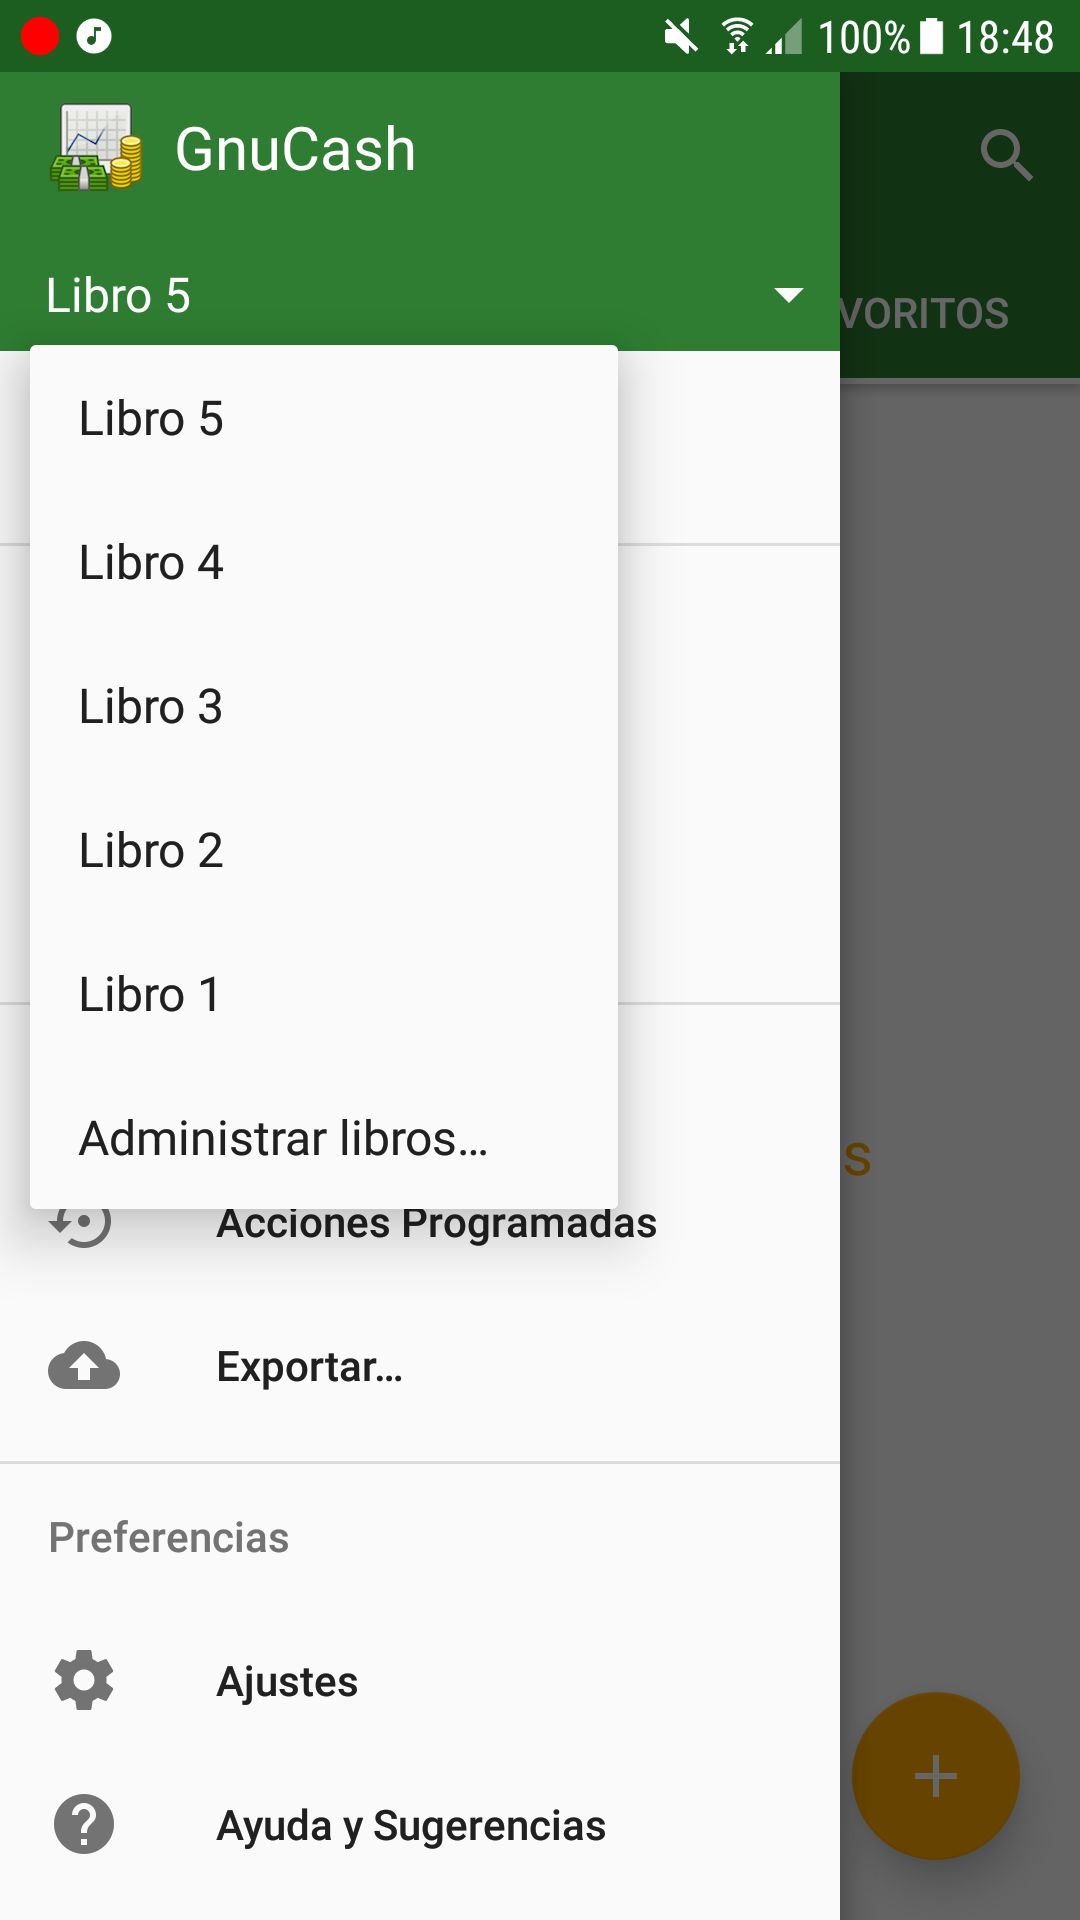 100% 18:48
GnuCash
Libro 5
VORITOS
Libro 5
Libro 4
Libro 3
Libro 2
Libro 1
Administrar libros...
s
Acciones Programadas
Exportar...
Preferencias
Ajustes
Ayuda y Sugerencias